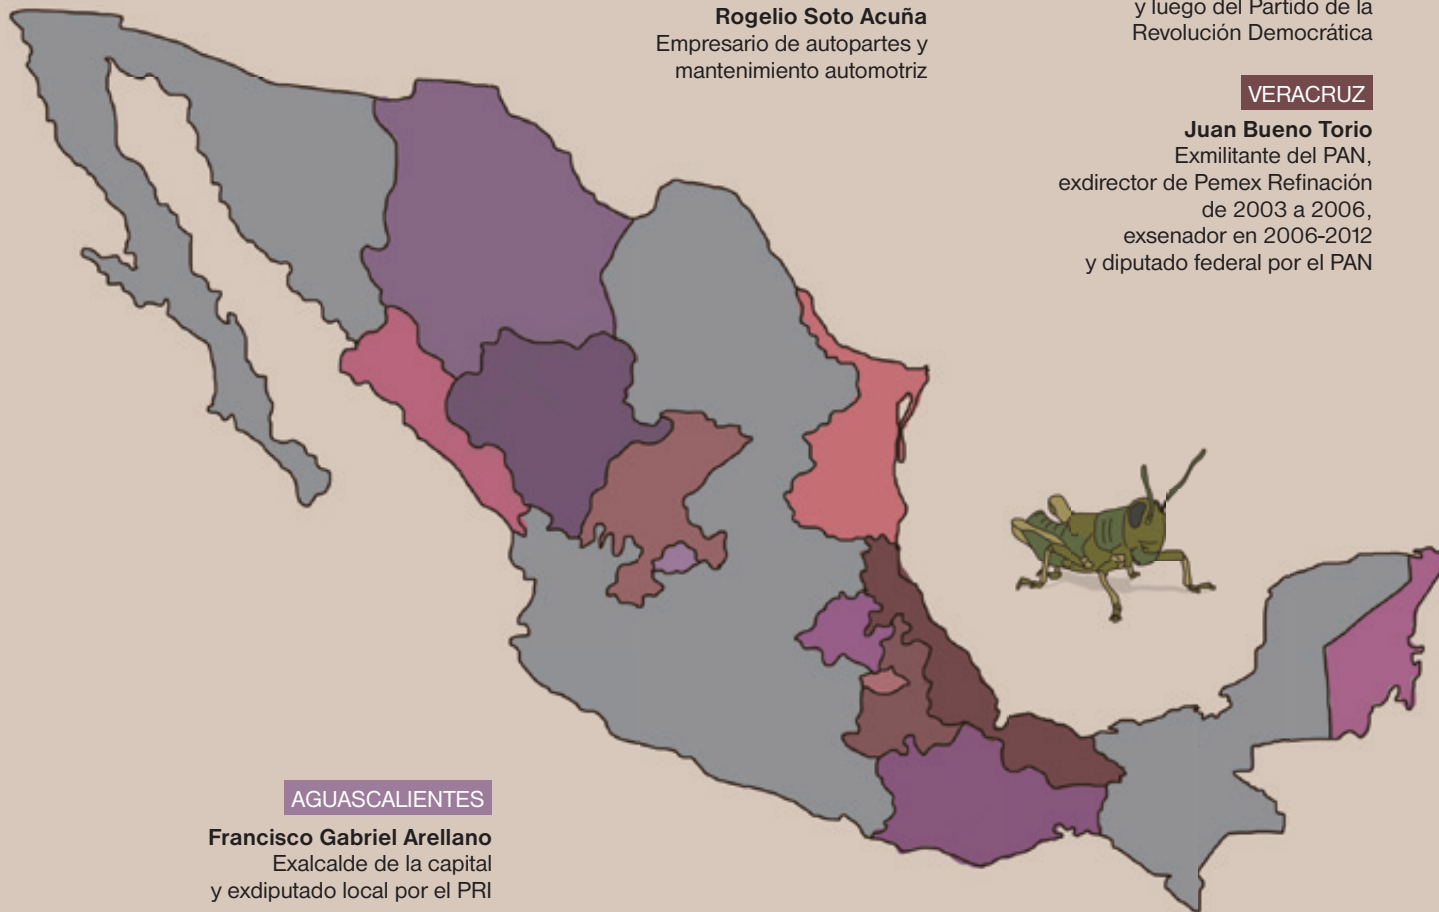 Rogelio Soto Acuña
Empresario de autopartes y
mantenimiento automotriz
y luego del Partido de la
Revolución Democrática
VERACRUZ
Juan Bueno Torio
Exmilitante del PAN,
exdirector de Pemex Refinación
de 2003 a 2006,
exsenador en 2006-2012
y diputado federal por el PAN
AGUASCALIENTES
Francisco Gabriel Arellano
Exalcalde de la capital
y exdiputado local por el PRI